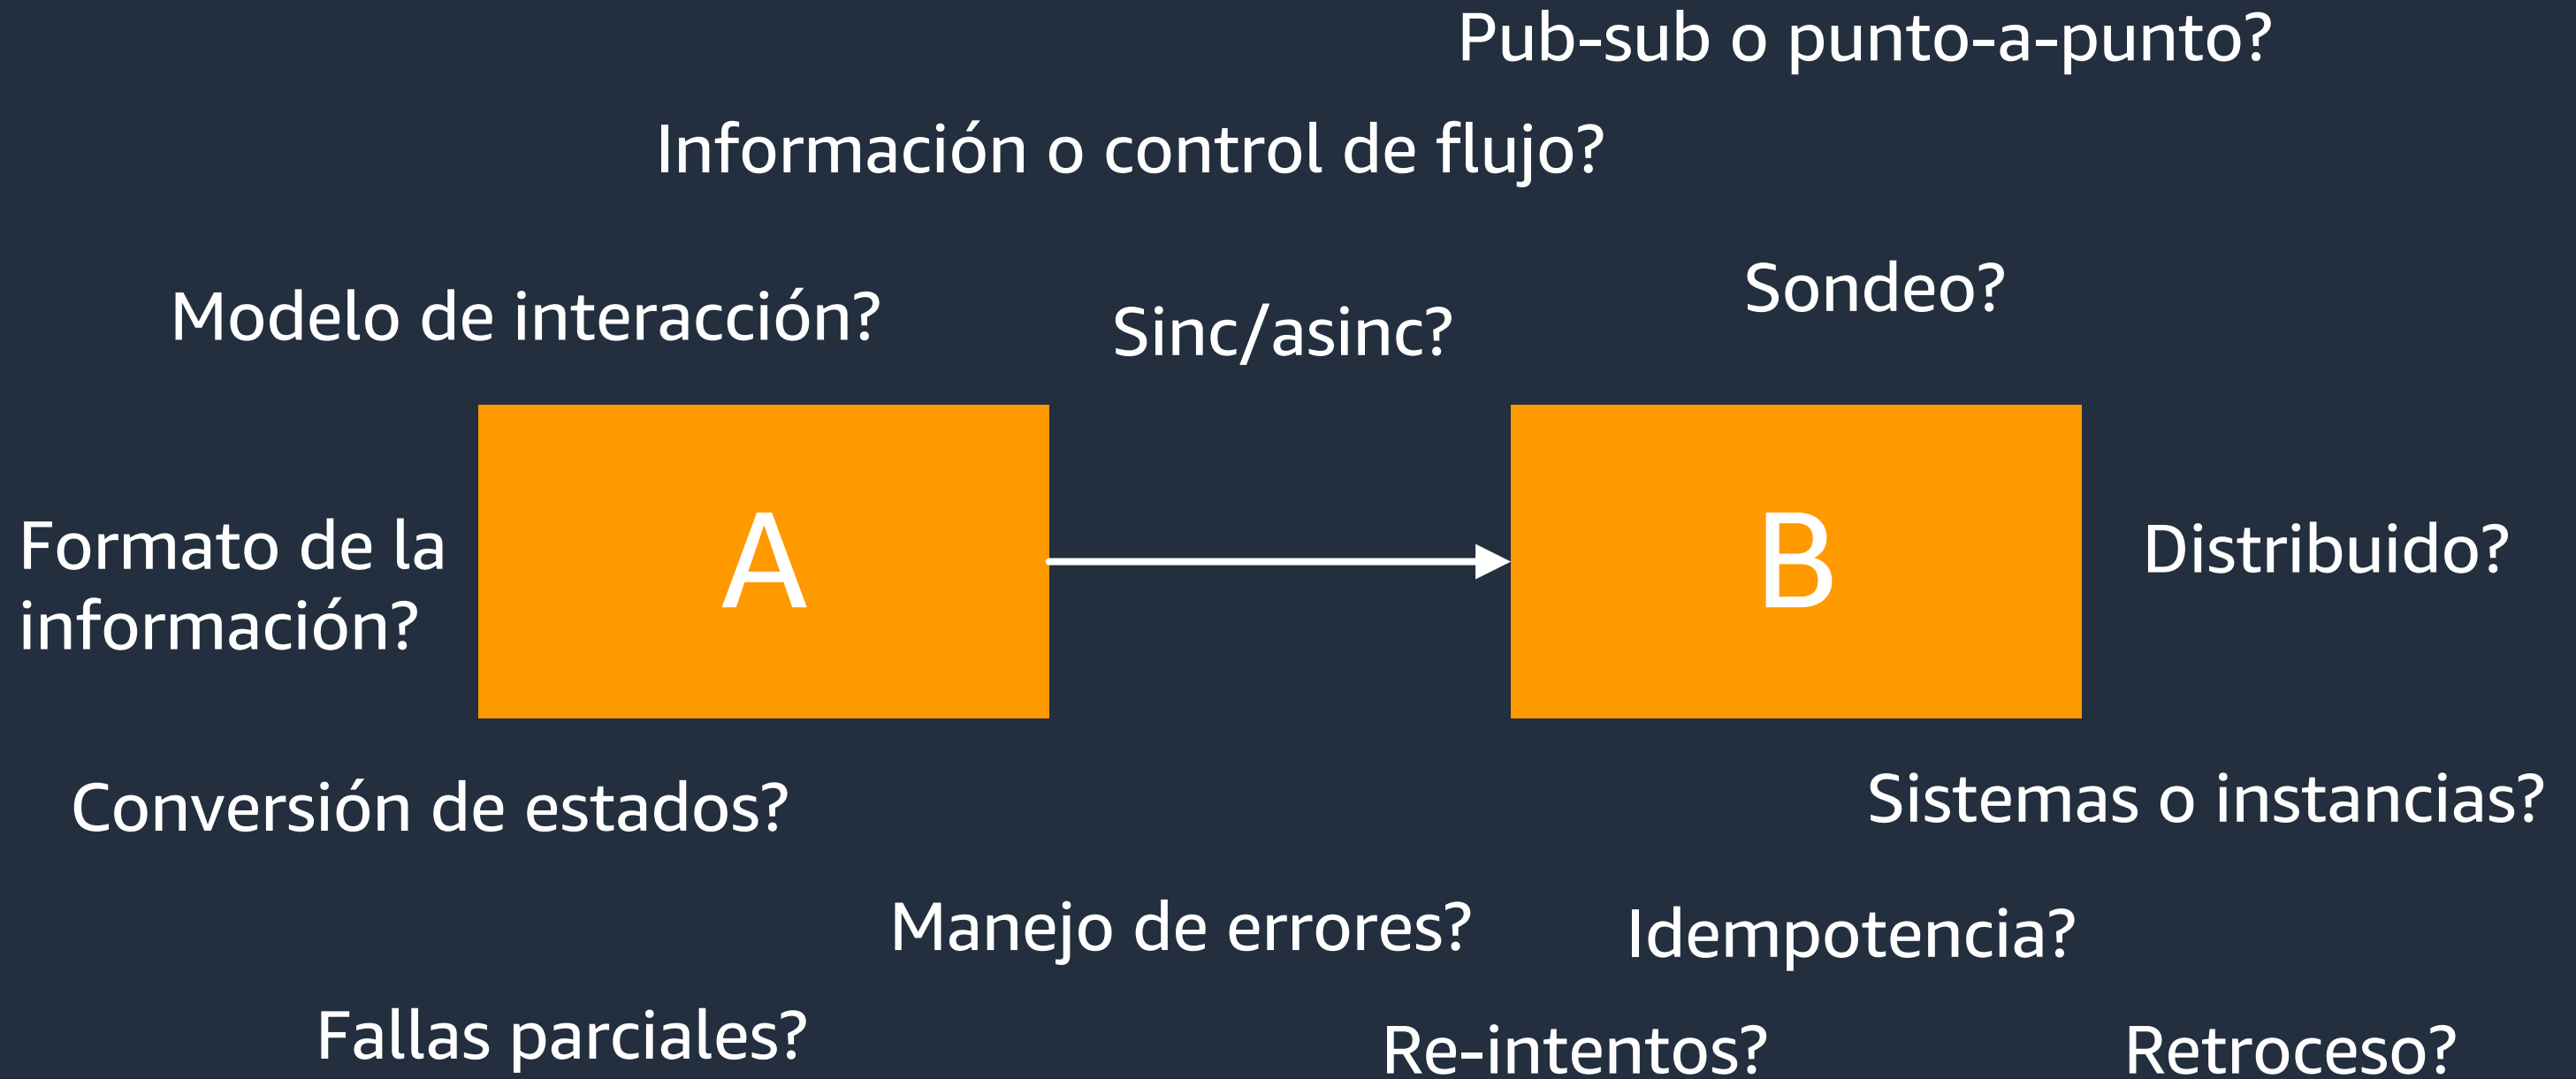 Pub-sub o punto-a-punto?
Información o control de flujo?
Modelo de interacción?
Sinc/asinc?
Sondeo?
Formato de la
información?
A
B
Distribuido?
Conversión de estados?
Sistemas o instancias?
Manejo de errores?
Idempotencia?
Fallas parciales?
Re-intentos?
Retroceso?